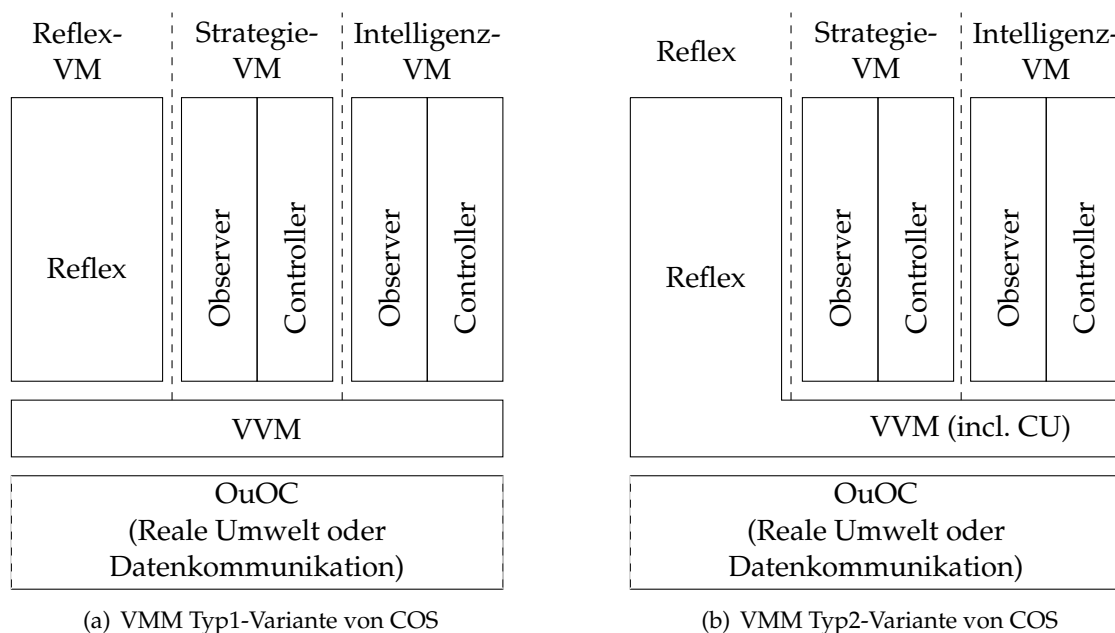 Reflex-
VM
Strategie-
VM
Intelligenz-
VM
Reflex
Observer
Controller
Observer
Controller
VVM
OuOC
(Reale Umwelt oder
Datenkommunikation)
(a) VMM Typ1-Variante von COS
Reflex
Strategie-
VM
Intelligenz-
VM
Reflex
Observer
Controller
Observer
Controller
VVM (incl. CU)
OuOC
(Reale Umwelt oder
Datenkommunikation)
(b) VMM Typ2-Variante von COS